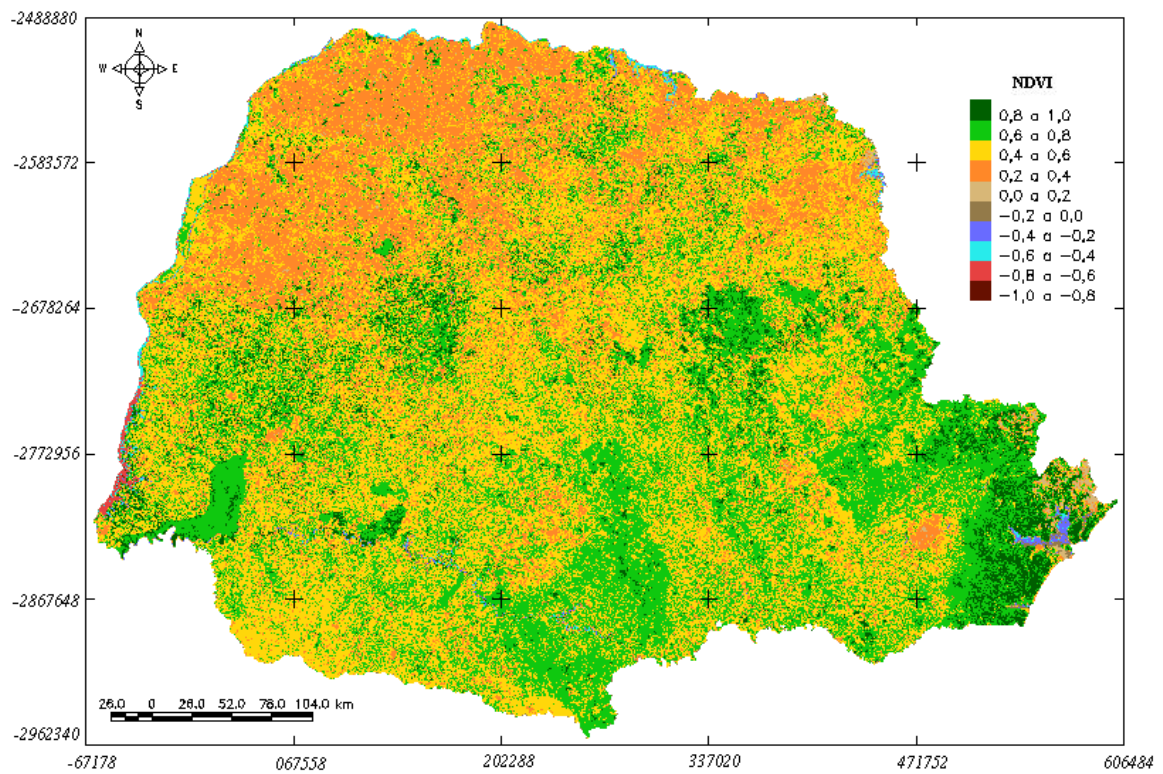 -2488880
N
W E
S
NDVI
0,8 a 1,0
0,6 a 0,8
0,4 a 0,6
0,2 a 0,4
0,0 a 0,2
-0,2 a 0,0
-0,4 a -0,2
-0,6 a -0,4
-0,8 a -0,6
-1,0 a -0,8
-2583572
-2678264
-2772956
-2867648
26.0 0 26.0 52.0 78.0 104.0 km
-2962340
-67178 067558 202288 337020 471752 606484